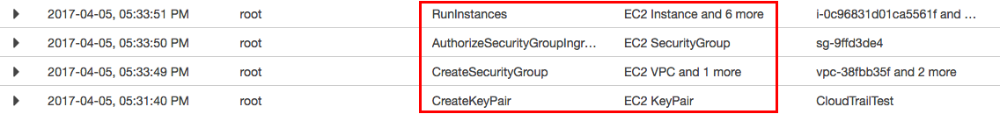 2017-04-05, 05:33:51 PM root RunInstances EC2 Instance and 6 more i-0c96831d01ca5561f and ...
2017-04-05, 05:33:50 PM root AuthorizeSecurityGroupIngr... EC2 SecurityGroup sg-9ffd3de4
2017-04-05, 05:33:49 PM root CreateSecurityGroup EC2 VPC and 1 more vpc-38fbb35f and 2 more
2017-04-05, 05:31:40 PM root CreateKeyPair EC2 KeyPair CloudTrailTest